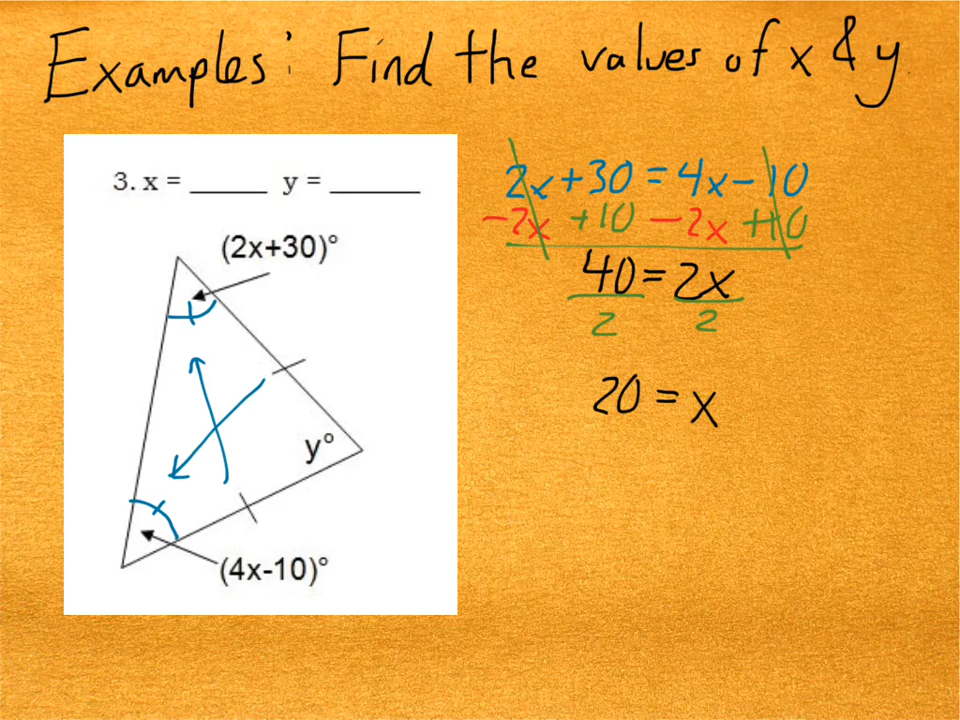 Examples: Find the values of x & y
3. x = ______ y = _______
(2x+30)°
y°
(4x-10)°
2x+30=4x-10
-2x +10 -2x +10
40=2x
2 2
20=x